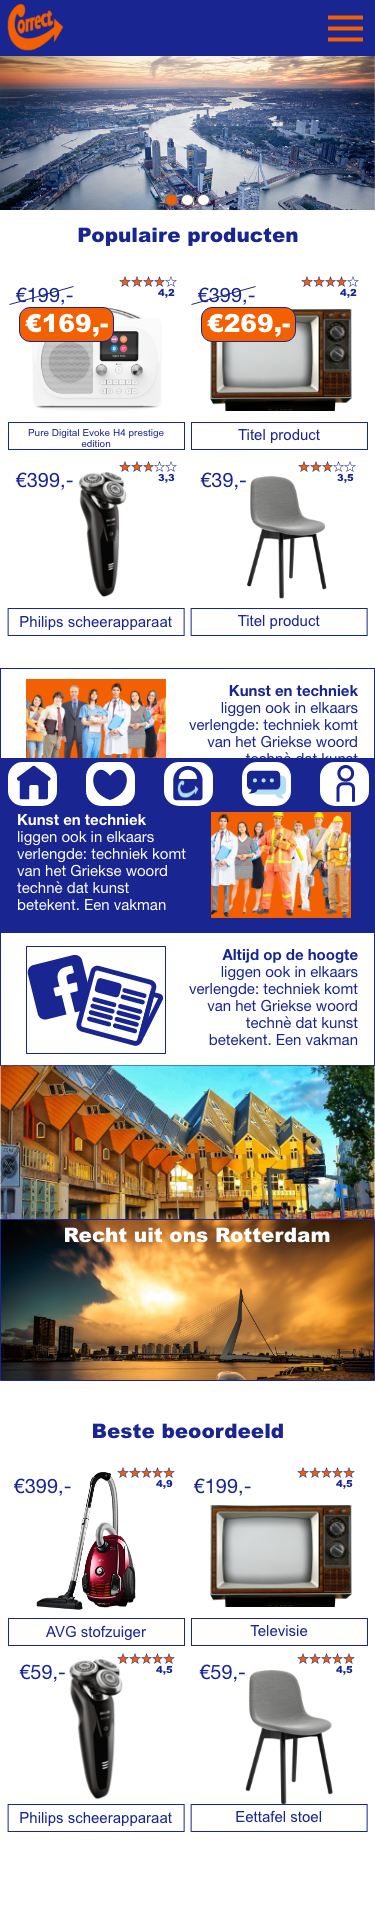 Correct
Populaire producten
€199,-
4,2
€169,-
€399,-
4,2
€269,-
Pure Digital Evoke H4 prestige
edition
Titel product
€399,-
3,3
€39,-
3,5
Philips scheerapparaat
Titel product
Kunst en techniek
liggen ook in elkaars
verlengde: techniek komt
van het Griekse woord
technè dat kunst
Kunst en techniek
liggen ook in elkaars
verlengde: techniek komt
van het Griekse woord
technè dat kunst
betekent. Een vakman
Altijd op de hoogte
liggen ook in elkaars
verlengde: techniek komt
van het Griekse woord
technè dat kunst
betekent. Een vakman
Recht uit ons Rotterdam
Beste beoordeeld
€399,-
4,9
€199,-
4,5
AVG stofzuiger
Televisie
€59,-
4,5
€59,-
4,5
Philips scheerapparaat
Eettafel stoel